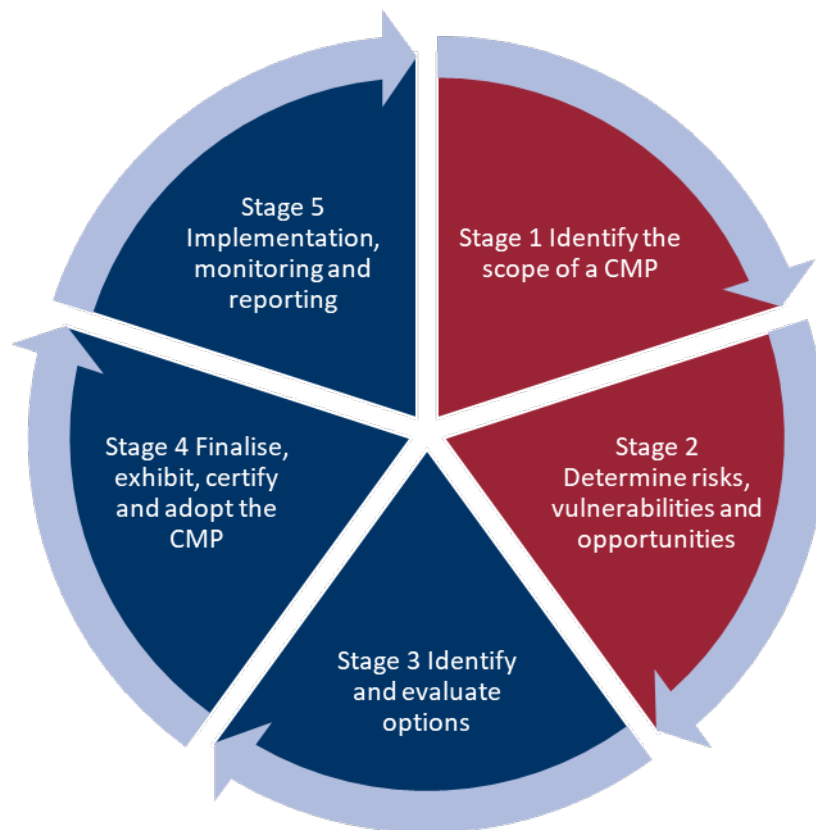 Stage 1 Identify the
scope of a CMP
Stage 2
Determine risks,
vulnerabilities and
opportunities
Stage 3 Identify
and evaluate
options
Stage 4 Finalise,
exhibit, certify
and adopt the
CMP
Stage 5
Implementation,
monitoring and
reporting